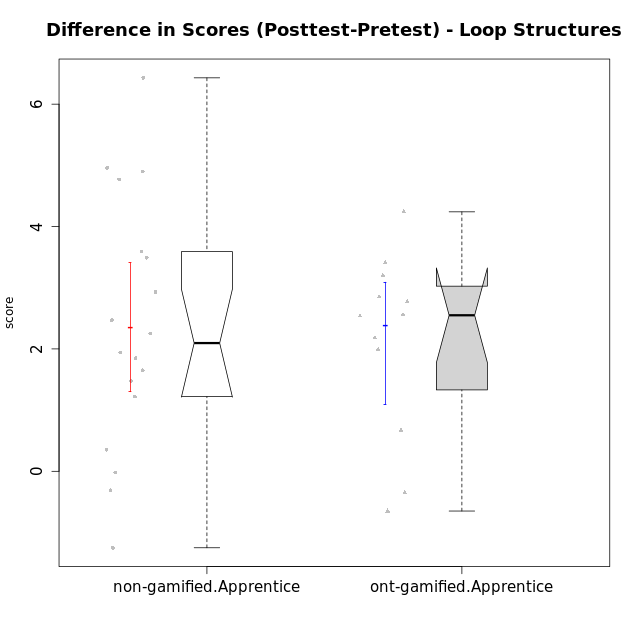 Difference in Scores (Posttest-Pretest) - Loop Structures
6
4
2
0
score
non-gamified.Apprentice
ont-gamified.Apprentice